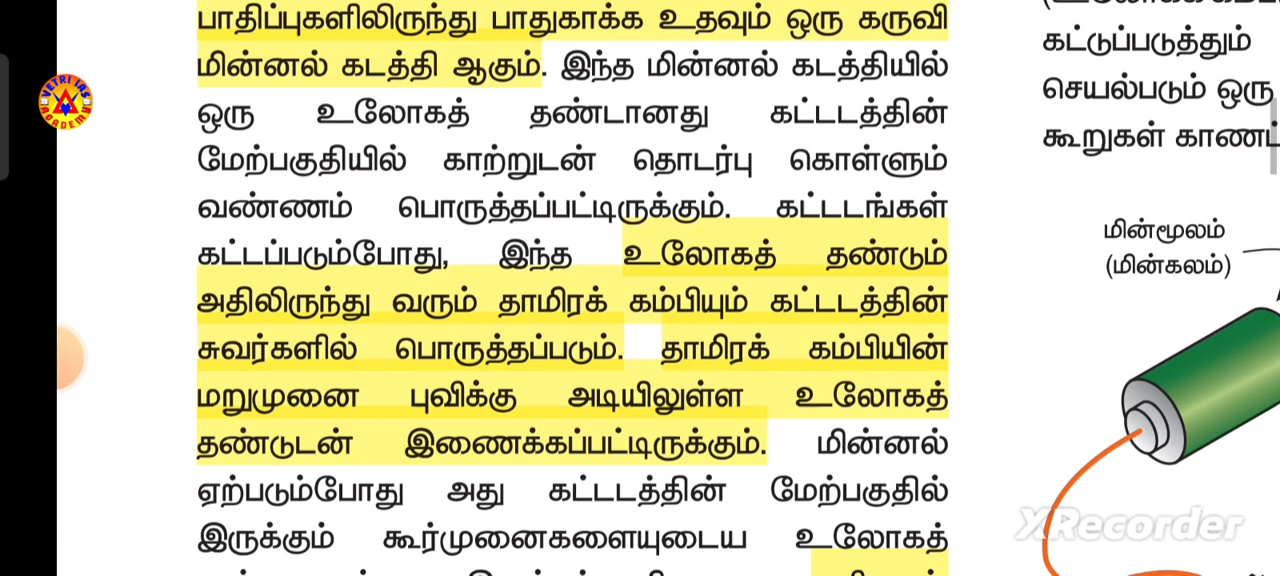 பாதிப்புகளிலிருந்து பாதுகாக்க உதவும் ஒரு கருவி
மின்னல் கடத்தி ஆகும். இந்த மின்னல் கடத்தியில்
ஒரு உலோகத் தண்டானது கட்டடத்தின்
மேற்பகுதியில் காற்றுடன் தொடர்பு கொள்ளும்
வண்ணம் பொருத்தப்பட்டிருக்கும். கட்டடங்கள்
கட்டப்படும்போது, இந்த உலோகத் தண்டும்
அதிலிருந்து வரும் தாமிரக் கம்பியும் கட்டடத்தின்
சுவர்களில் பொருத்தப்படும். தாமிரக் கம்பியின்
மறுமுனை புவிக்கு அடியிலுள்ள உலோகத்
தண்டுடன் இணைக்கப்பட்டிருக்கும். மின்னல்
ஏற்படும்போது அது கட்டடத்தின் மேற்பகுதில்
இருக்கும் கூர்முனைகளையுடைய உலோகத்
கட்டுப்படுத்தும்
செயல்படும் ஒரு
கூறுகள்
மின்மூலம்
(மின்கலம்)
VETRI IAS
ACADEMY
XRecorder